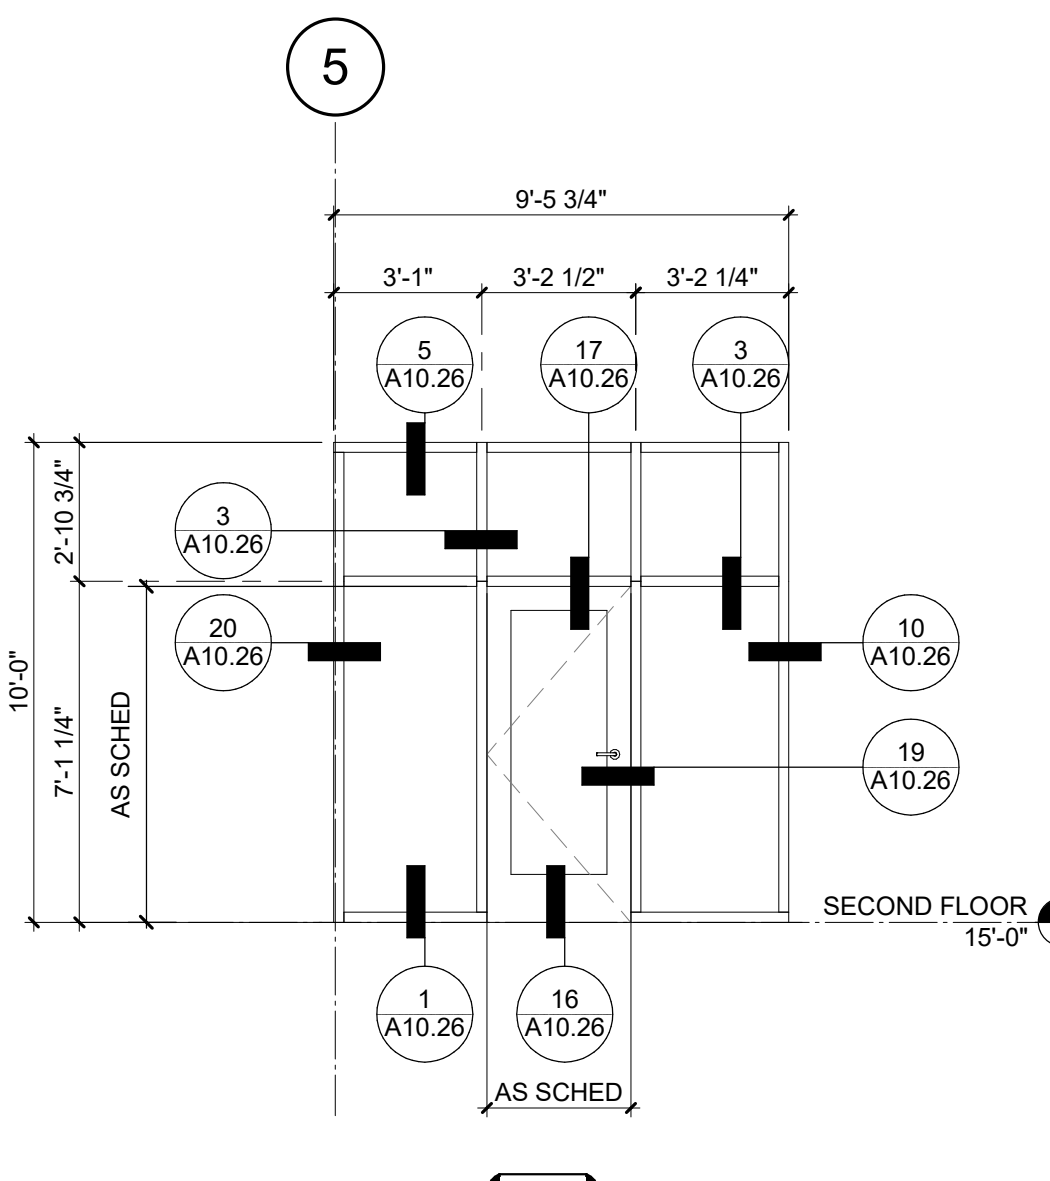 5
9'-5 3/4"
3'-1"
3'-2 1/2"
3'-2 1/4"
5
A10.26
17
A10.26
3
A10.26
2'-10 3/4"
3
A10.26
20
A10.26
10
A10.26
10'-0"
7'-1 1/4"
AS SCHED
19
A10.26
SECOND FLOOR
15'-0"
1
A10.26
16
A10.26
AS SCHED